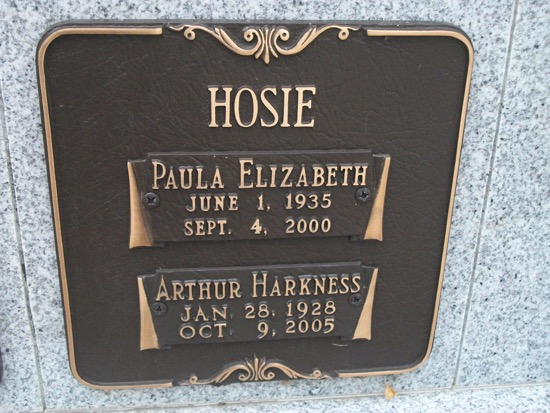 HOSIE
PAULA ELIZABETH
JUNE 1, 1935
SEPT. 4, 2000
ARTHUR HARKNESS
JAN. 28, 1928
OCT. 9, 2005